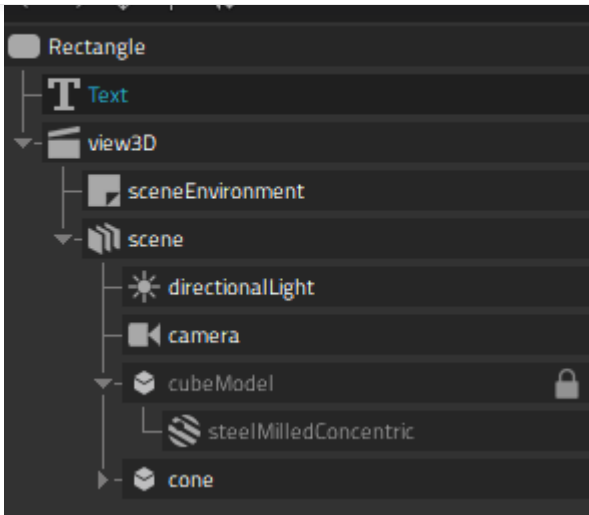 Rectangle
Text
view3D
sceneEnvironment
scene
directionalLight
camera
cubeModel
steelMilledConcentric
cone